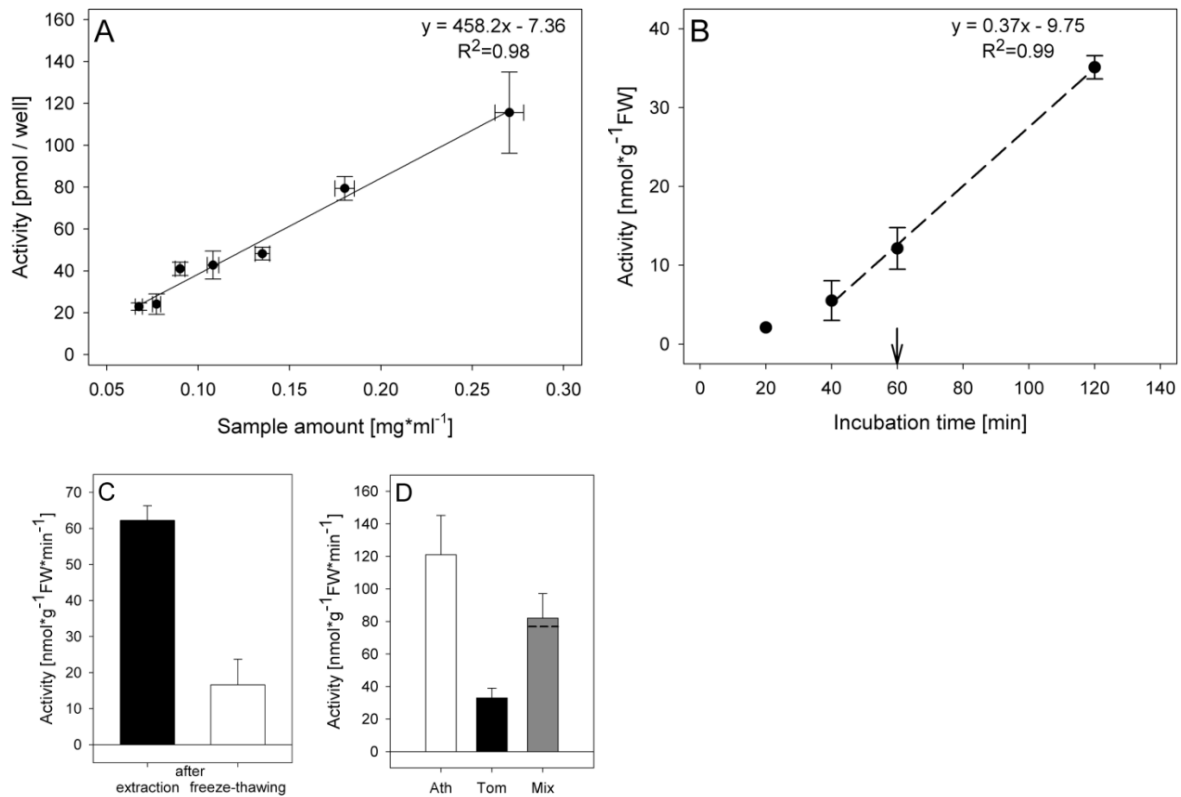 A
y = 458.2x - 7.36
R²=0.98
Activity [pmol / well]
160
140
120
100
80
60
40
20
0
0.05 0.10 0.15 0.20 0.25 0.30
Sample amount [mg*ml⁻¹]
B
y = 0.37x - 9.75
R²=0.99
Activity [nmol*g⁻¹FW]
40
30
20
10
0
0 20 40 60 80 100 120 140
Incubation time [min]
C
Activity [nmol*g⁻¹FW*min⁻¹]
70
60
50
40
30
20
10
0
after
extraction freeze-thawing
D
Activity [nmol*g⁻¹FW*min⁻¹]
160
140
120
100
80
60
40
20
0
Ath Tom Mix